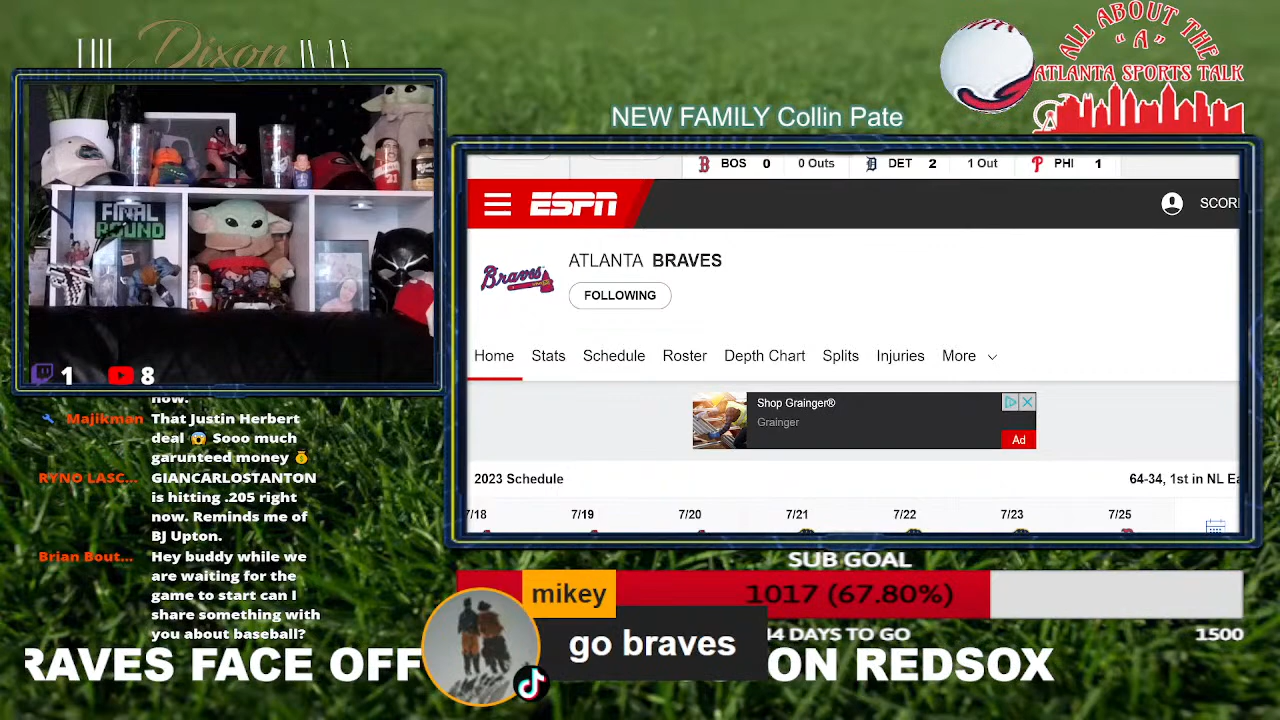 Dixon
ALL ABOUT THE
"A"
ATLANTA SPORTS TALK
NEW FAMILY Collin Pate
BOS 0 0 Outs DET 2 1 Out PHI 1
ESPN
SCOR
ATLANTA BRAVES
Braves
FOLLOWING
Home Stats Schedule Roster Depth Chart Splits Injuries More
Shop Grainger®
Grainger
Ad
2023 Schedule
64-34, 1st in NL Ea
7/18 7/19 7/20 7/21 7/22 7/23 7/25
FINAL
ROUND
1 8
now.
Majikman That Justin Herbert
deal 😱 Sooo much
garunteed money 💰
RYNO LASC... GIANCARLOSTANTON
is hitting .205 right
now. Reminds me of
BJ Upton.
Brian Bout... Hey buddy while we
are waiting for the
game to start can I
share something with
you about baseball?
SUB GOAL
1017 (67.80%)
4 DAYS TO GO
1500
mikey
go braves
RAVES FACE OFF
ON REDSOX